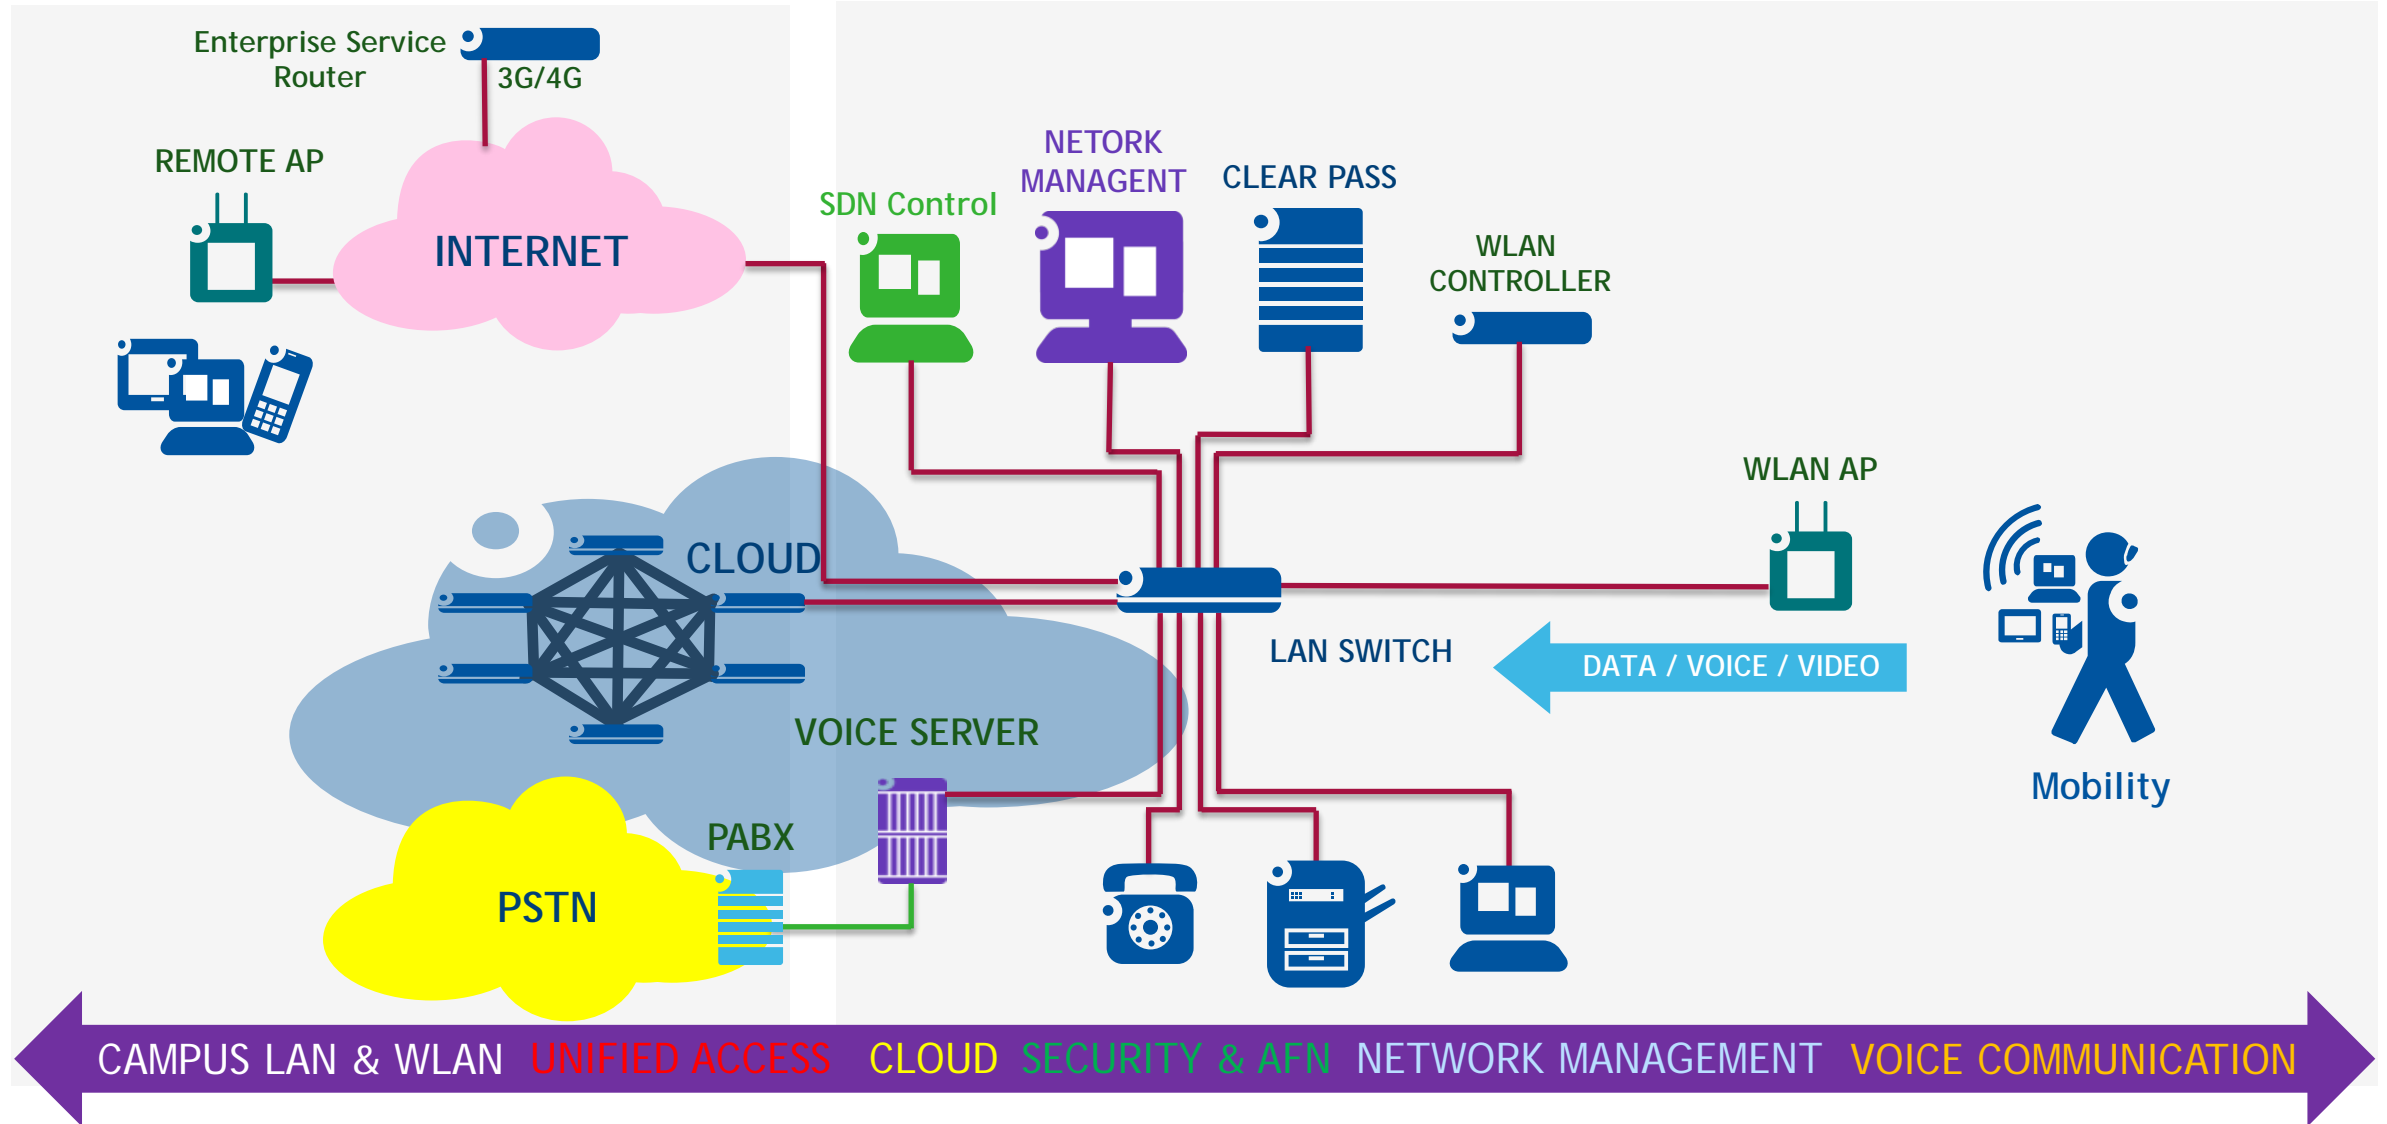 Enterprise Service
Router
3G/4G
REMOTE AP
INTERNET
SDN Control
NETORK
MANAGENT
CLEAR PASS
WLAN
CONTROLLER
WLAN AP
CLOUD
LAN SWITCH
DATA / VOICE / VIDEO
VOICE SERVER
Mobility
PABX
PSTN
CAMPUS LAN & WLAN UNIFIED ACCESS CLOUD SECURITY & AFN NETWORK MANAGEMENT VOICE COMMUNICATION